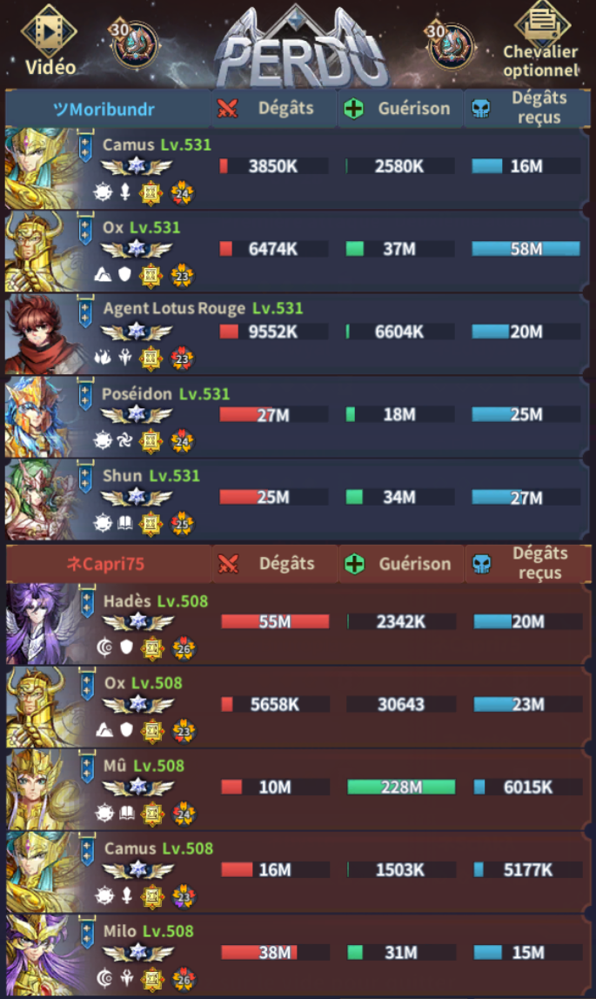 30 PERDU 30
Vidéo Chevalier
optionnel
ツMoribundr Dégâts Guérison Dégâts
reçus
Camus Lv.531
3850K 2580K 16M
24
Ox Lv.531
6474K 37M 58M
23
Agent Lotus Rouge Lv.531
9552K 6604K 20M
23
Poséidon Lv.531
27M 18M 25M
24
Shun Lv.531
25M 34M 27M
25
ネCapri75 Dégâts Guérison Dégâts
reçus
Hadès Lv.508
55M 2342K 20M
26
Ox Lv.508
5658K 30643 23M
23
Mû Lv.508
10M 228M 6015K
24
Camus Lv.508
16M 1503K 5177K
23
Milo Lv.508
38M 31M 15M
26